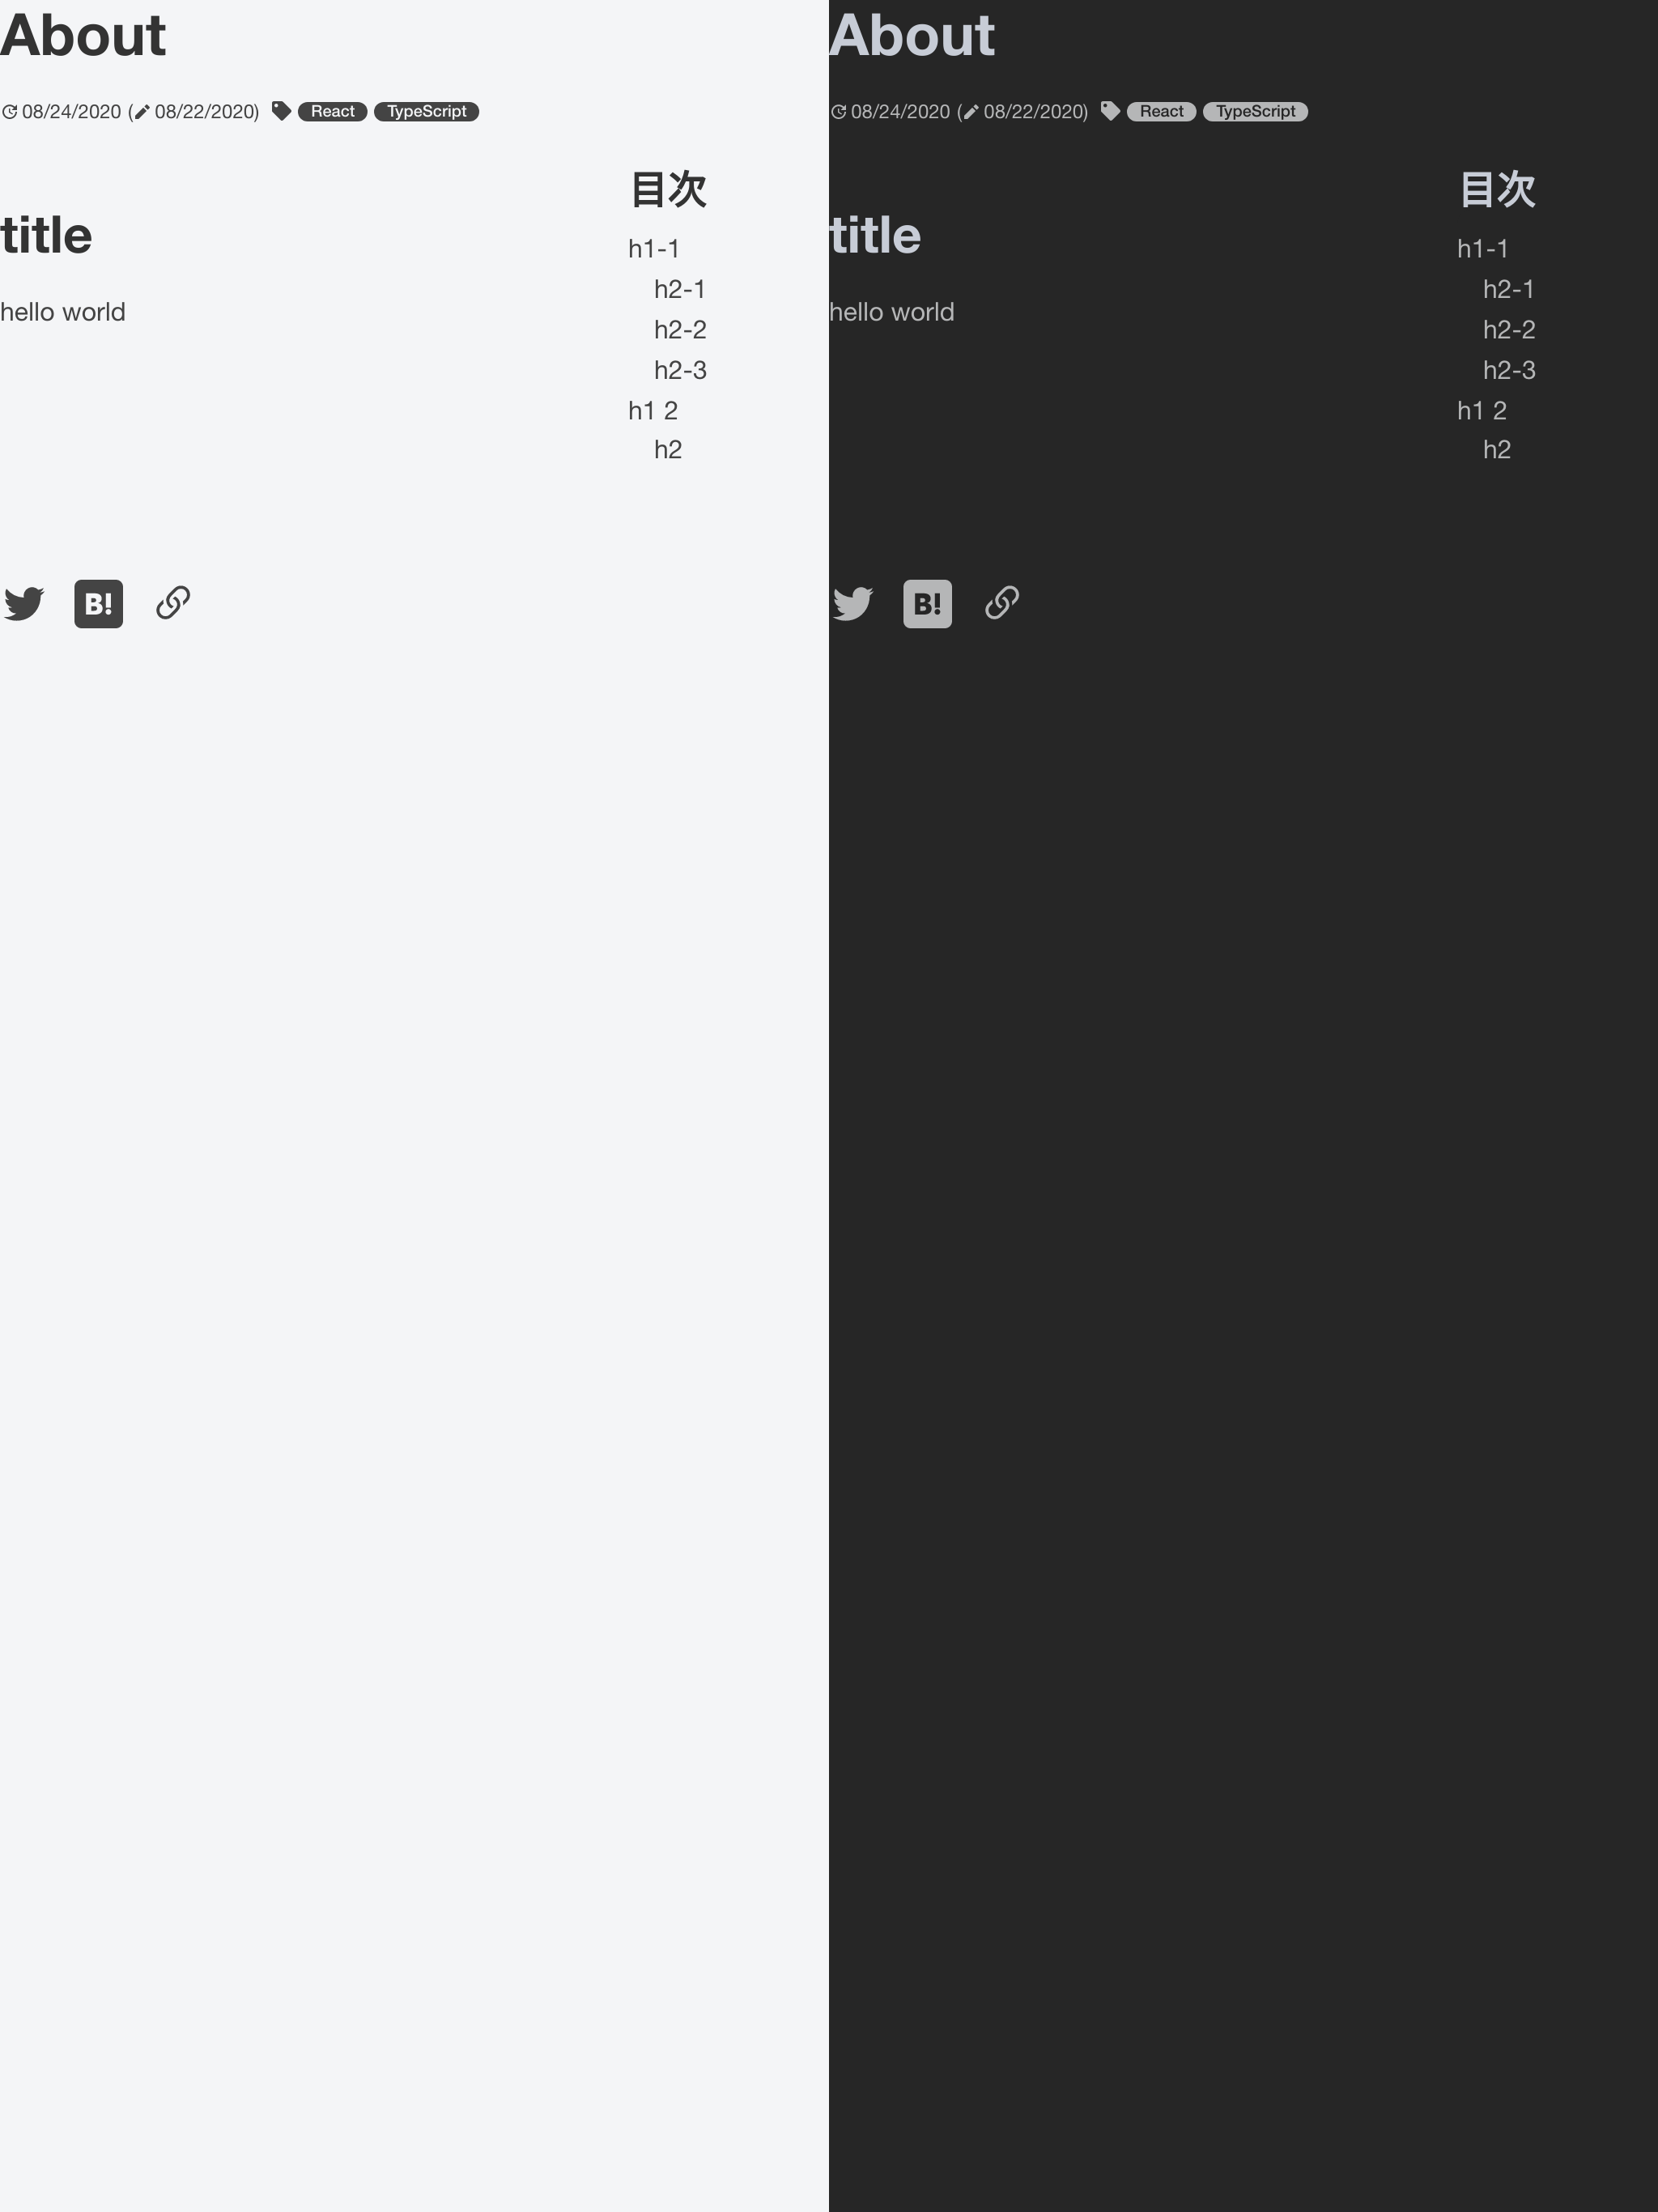 About
08/24/2020 (08/22/2020) React TypeScript
title
hello world
目次
h1-1
h2-1
h2-2
h2-3
h1 2
h2
B!
About
08/24/2020 (08/22/2020) React TypeScript
title
hello world
目次
h1-1
h2-1
h2-2
h2-3
h1 2
h2
B!